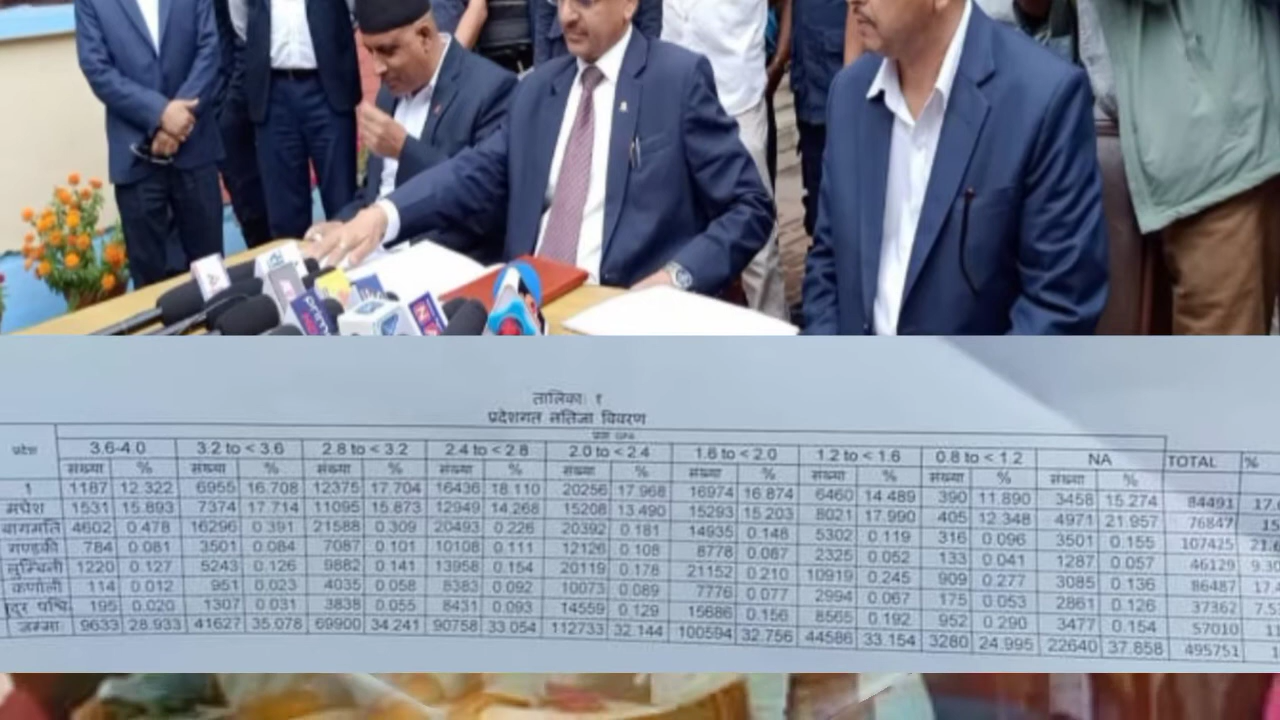 तालिका: १
प्रदेशगत नतिजा विवरण
प्रदेश 3.6-4.0 3.2 to < 3.6 2.8 to < 3.2 2.4 to < 2.8 2.0 to < 2.4 1.6 to < 2.0 1.2 to < 1.6 0.8 to < 1.2 NA TOTAL %
संख्या % संख्या % संख्या % संख्या % संख्या % संख्या % संख्या % संख्या % संख्या %
१ 1187 12.322 6955 16.708 12375 17.704 16436 18.110 20256 17.968 16974 16.874 6460 14.489 390 11.890 3458 15.274 84491
मधेश 1531 15.893 7374 17.714 11095 15.873 12949 14.268 15208 13.490 15293 15.203 8021 17.990 405 12.348 4971 21.957 76847
बागमति 4602 0.478 16296 0.391 21588 0.309 20493 0.226 20392 0.181 14935 0.148 5302 0.119 316 0.096 3501 0.155 107425
गण्डकी 784 0.081 3501 0.084 7087 0.101 10108 0.111 12126 0.108 8778 0.087 2325 0.052 133 0.041 1287 0.057 46129 9.30
लुम्बिनी 1220 0.127 5243 0.126 9882 0.141 13958 0.154 20119 0.178 21152 0.210 10919 0.245 909 0.277 3085 0.136 86487
कर्णाली 114 0.012 951 0.023 4035 0.058 8383 0.092 10073 0.089 7776 0.077 2994 0.067 175 0.053 2861 0.126 37362
195 0.020 1307 0.031 3838 0.055 8431 0.093 14559 0.129 15686 0.156 8565 0.192 952 0.290 3477 0.154 57010
जम्मा 9633 28.933 41627 35.078 69900 34.241 90758 33.054 112733 32.144 100594 32.756 44586 33.154 3280 24.995 22640 37.858 495751